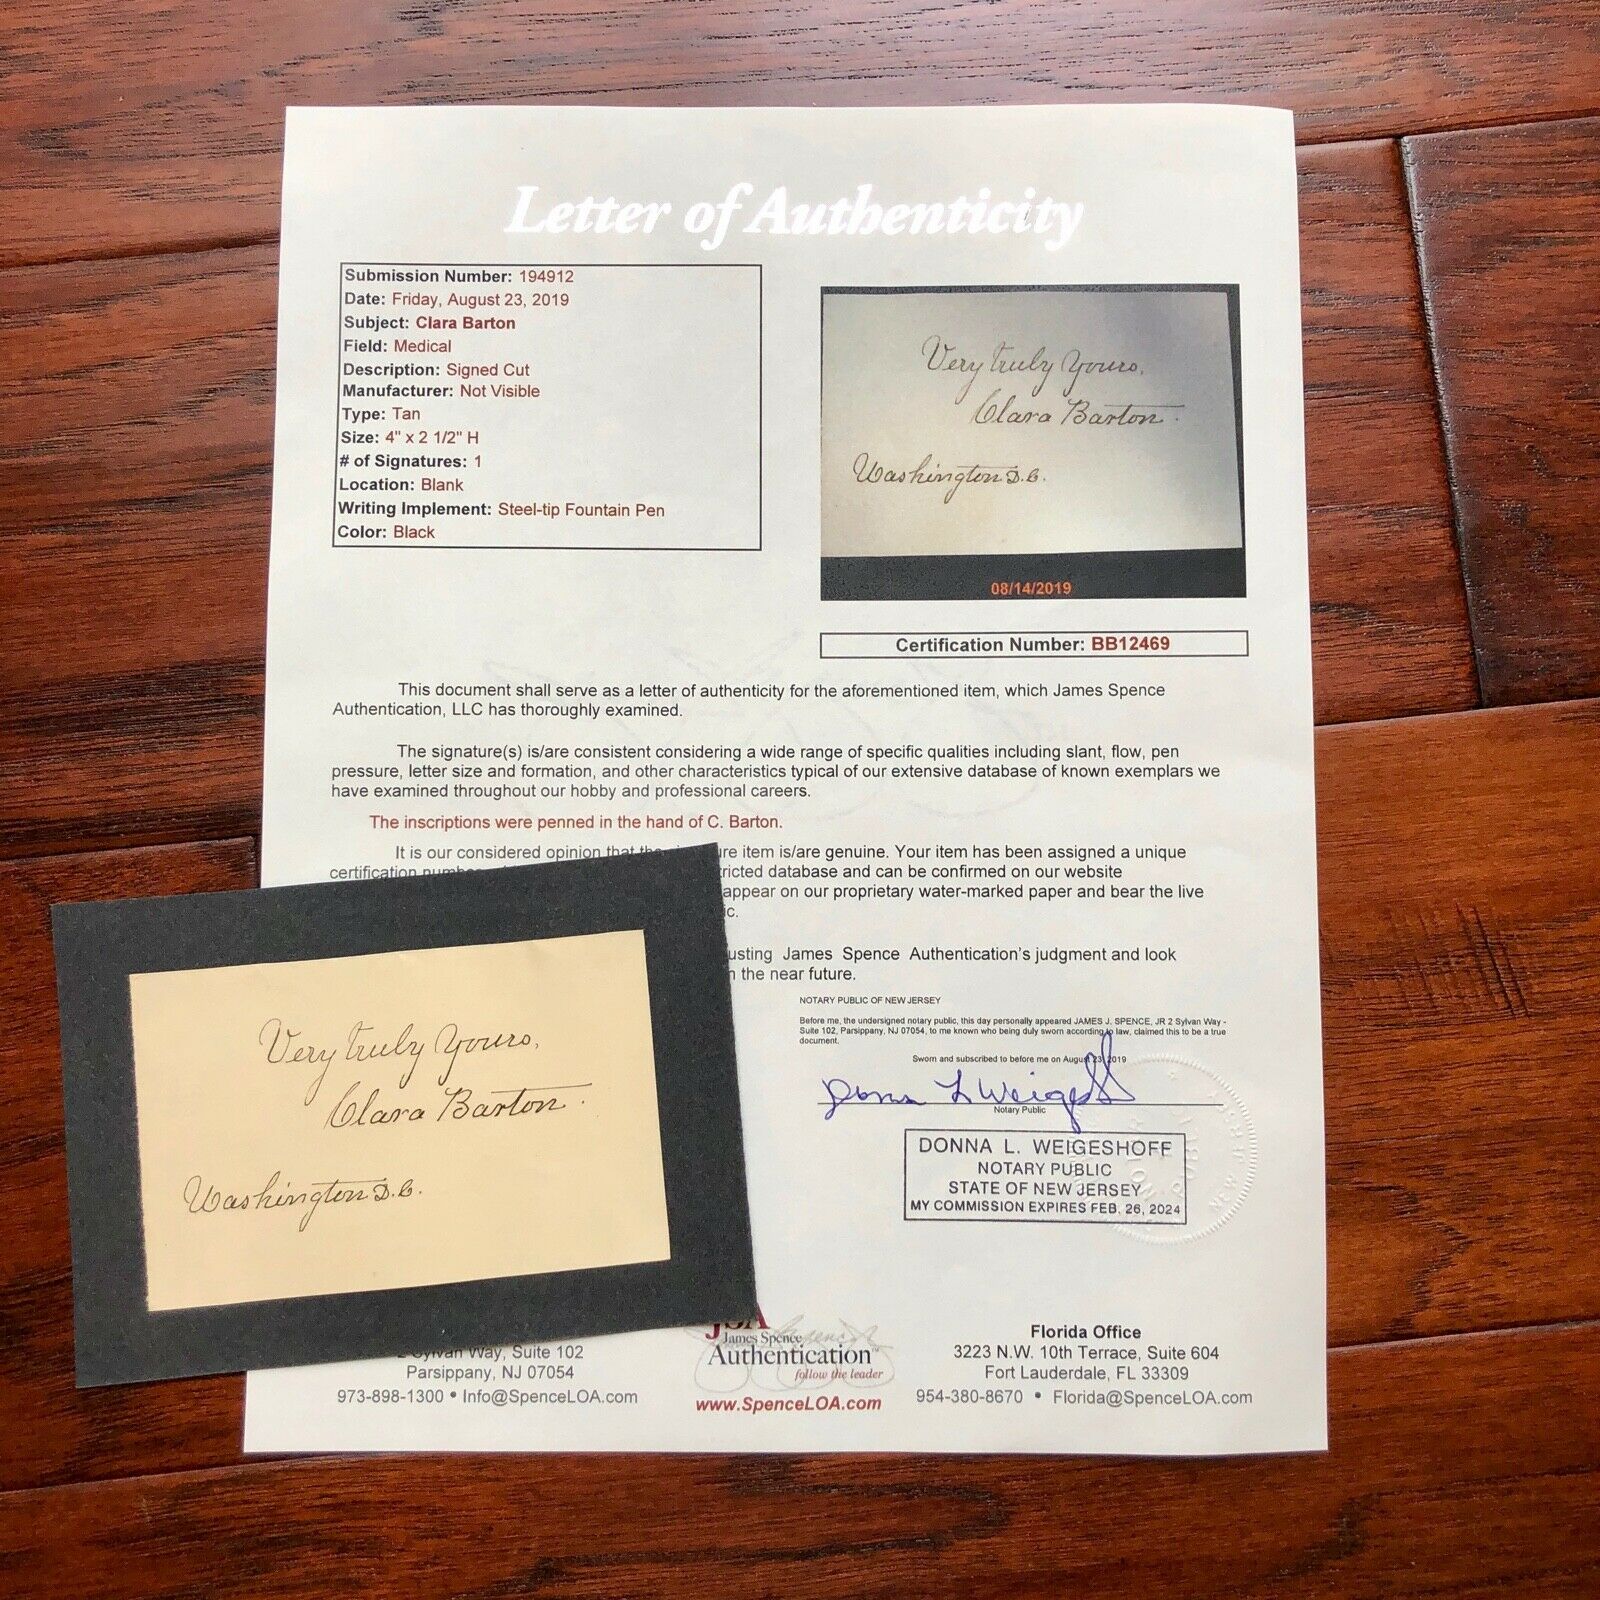 Letter of Authenticity
Submission Number: 194912
Date: Friday, August 23, 2019
Subject: Clara Barton
Field: Medical
Description: Signed Cut
Manufacturer: Not Visible
Type: Tan
Size: 4" x 2 1/2" H
# of Signatures: 1
Location: Blank
Writing Implement: Steel-tip Fountain Pen
Color: Black
Very truly yours,
Clara Barton.
Washington D.C.
08/14/2019
Certification Number: BB12469
This document shall serve as a letter of authenticity for the aforementioned item, which James Spence
Authentication, LLC has thoroughly examined.
The signature(s) is/are consistent considering a wide range of specific qualities including slant, flow, pen
pressure, letter size and formation, and other characteristics typical of our extensive database of known exemplars we
have examined throughout our hobby and professional careers.
The inscriptions were penned in the hand of C. Barton.
It is our considered opinion that the item is/are genuine. Your item has been assigned a unique
certification database and can be confirmed on our website
appear on our proprietary water-marked paper and bear the live
James Spence Authentication's judgment and look
the near future.
NOTARY PUBLIC OF NEW JERSEY
Before me, the undersigned notary public, this day personally appeared JAMES J. SPENCE, JR 2 Sylvan Way -
Suite 102, Parsippany, NJ 07054, to me known who being duly sworn according to law, claimed this to be a true
document.
Sworn and subscribed to before me on August 23, 2019
Donna L Weigeshoff
Notary Public
DONNA L. WEIGESHOFF
NOTARY PUBLIC
STATE OF NEW JERSEY
MY COMMISSION EXPIRES FEB. 26, 2024
Very truly yours,
Clara Barton.
Washington D.C.
2 Sylvan Way, Suite 102
Parsippany, NJ 07054
973-898-1300 • Info@SpenceLOA.com
JSA
James Spence
Authentication™
follow the leader
www.SpenceLOA.com
Florida Office
3223 N.W. 10th Terrace, Suite 604
Fort Lauderdale, FL 33309
954-380-8670 • Florida@SpenceLOA.com